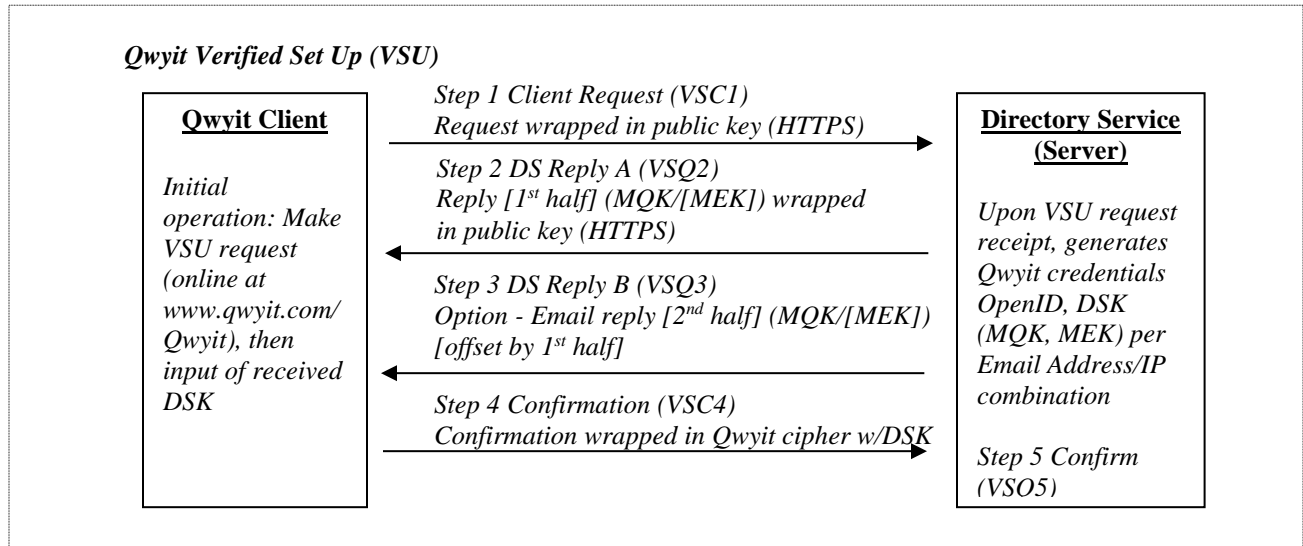 Qwyit Verified Set Up (VSU)
Qwyit Client
Initial
operation: Make
VSU request
(online at
www.qwyit.com/
Qwyit), then
input of received
DSK
Step 1 Client Request (VSC1)
Request wrapped in public key (HTTPS)
Step 2 DS Reply A (VSQ2)
Reply [1st half] (MQK/[MEK]) wrapped
in public key (HTTPS)
Step 3 DS Reply B (VSQ3)
Option - Email reply [2nd half] (MQK/[MEK])
[offset by 1st half]
Step 4 Confirmation (VSC4)
Confirmation wrapped in Qwyit cipher w/DSK
Directory Service
(Server)
Upon VSU request
receipt, generates
Qwyit credentials
OpenID, DSK
(MQK, MEK) per
Email Address/IP
combination
Step 5 Confirm
(VSQ5)